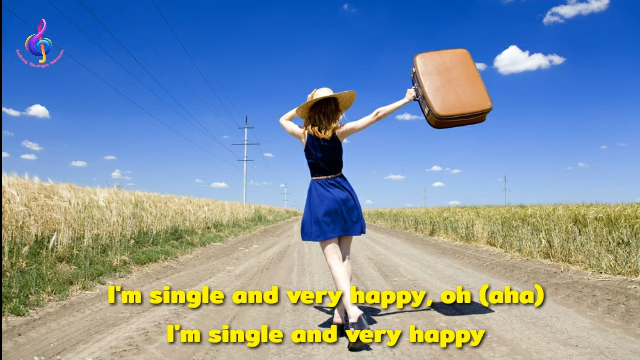 I'm single and very happy, oh (aha)
I'm single and very happy